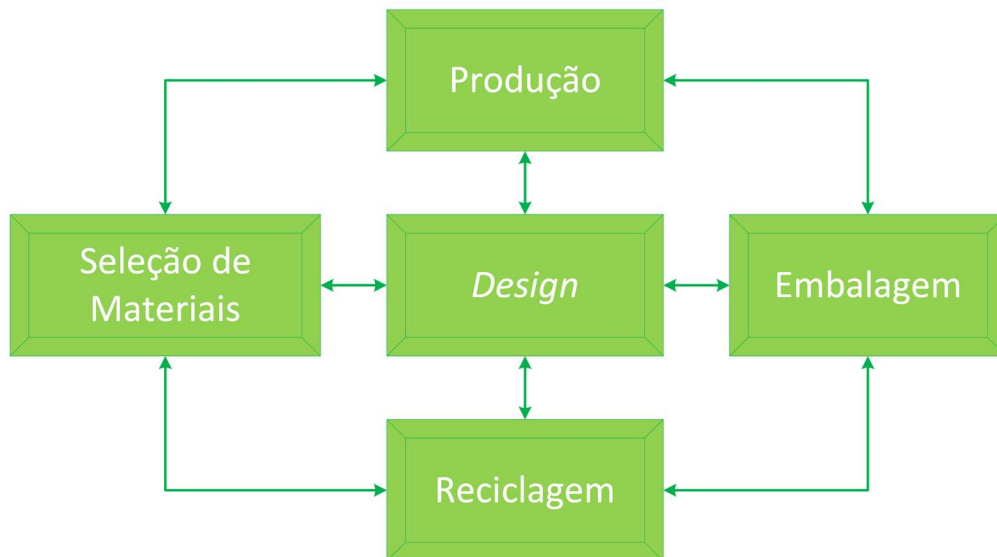 Produção
Seleção de
Materiais
Design
Embalagem
Reciclagem